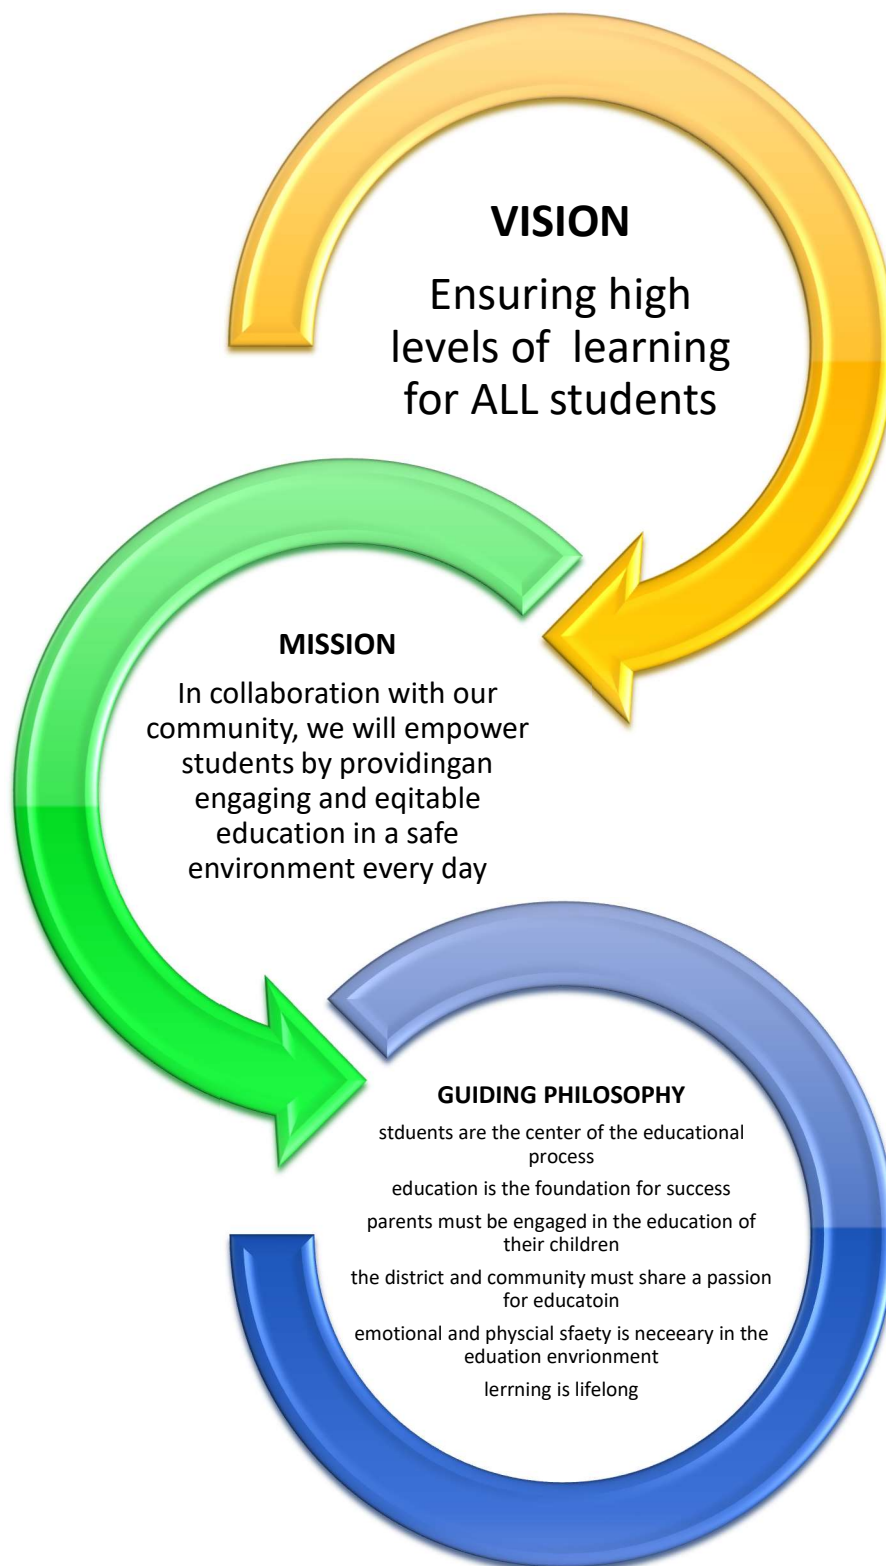 VISION
Ensuring high
levels of  learning
for ALL students
MISSION
In collaboration with our
community, we will empower
students by providingan
engaging and eqitable
education in a safe
environment every day
GUIDING PHILOSOPHY
stduents are the center of the educational
process
education is the foundation for success
parents must be engaged in the education of
their children
the district and community must share a passion
for educatoin
emotional and physcial sfaety is neceeary in the
eduation envrionment
lerrning is lifelong